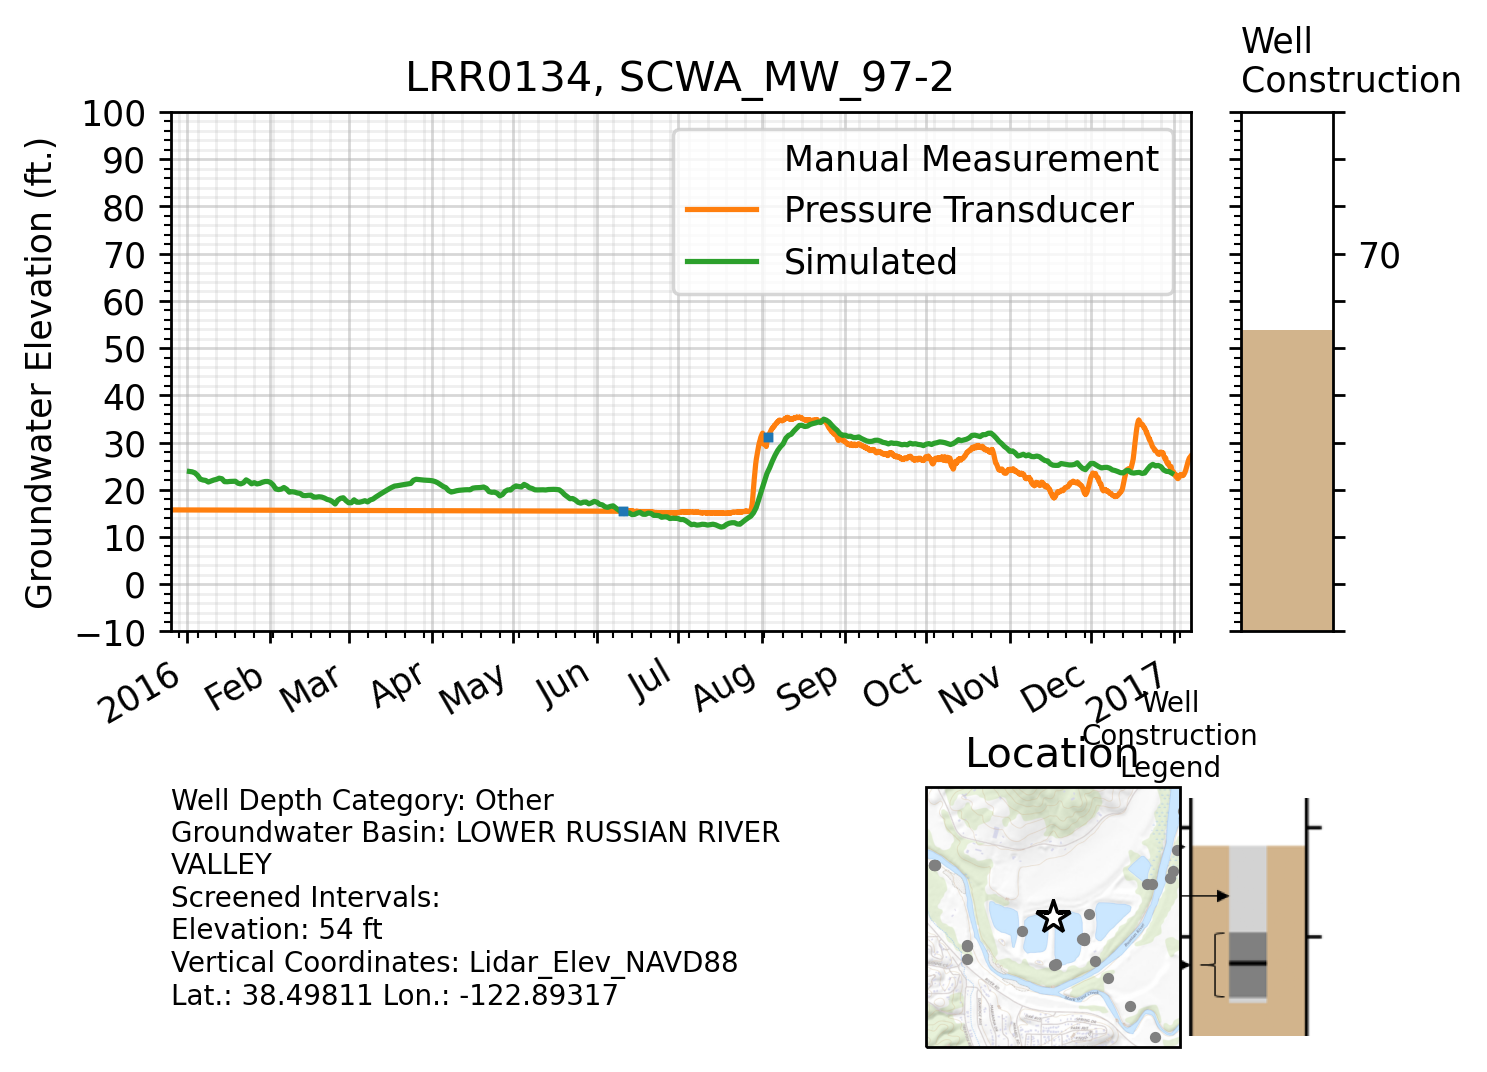 Well
Construction
LRR0134, SCWA_MW_97-2
Groundwater Elevation (ft.)
100
90
80
70
60
50
40
30
20
10
0
−10
Manual Measurement
Pressure Transducer
Simulated
70
2016
Feb
Mar
Apr
May
Jun
Jul
Aug
Sep
Oct
Nov
Dec
2017
Well
Construction
Legend
Location
Well Depth Category: Other
Groundwater Basin: LOWER RUSSIAN RIVER
VALLEY
Screened Intervals:
Elevation: 54 ft
Vertical Coordinates: Lidar_Elev_NAVD88
Lat.: 38.49811 Lon.: -122.89317